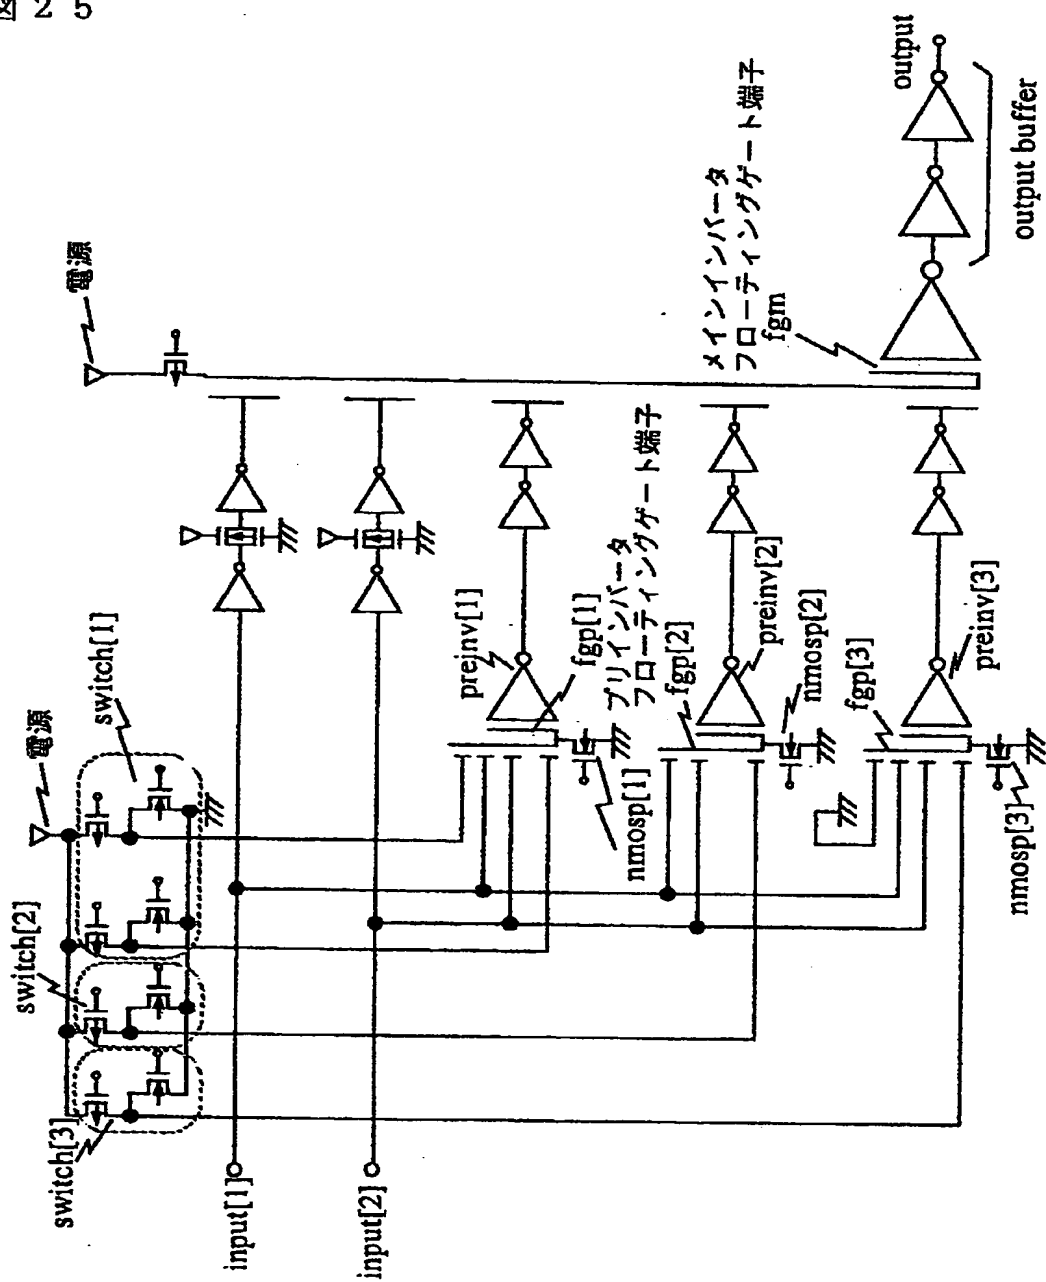 図25
電源
switch[1]
switch[2]
switch[3]
電源
input[1]
input[2]
preinv[1]
fgp[1]
プリインバータ
フローティングゲート端子
nmosp[1]
fgp[2]
preinv[2]
nmosp[2]
fgp[3]
preinv[3]
nmosp[3]
メインインバータ
フローティングゲート端子
fgm
output
output buffer